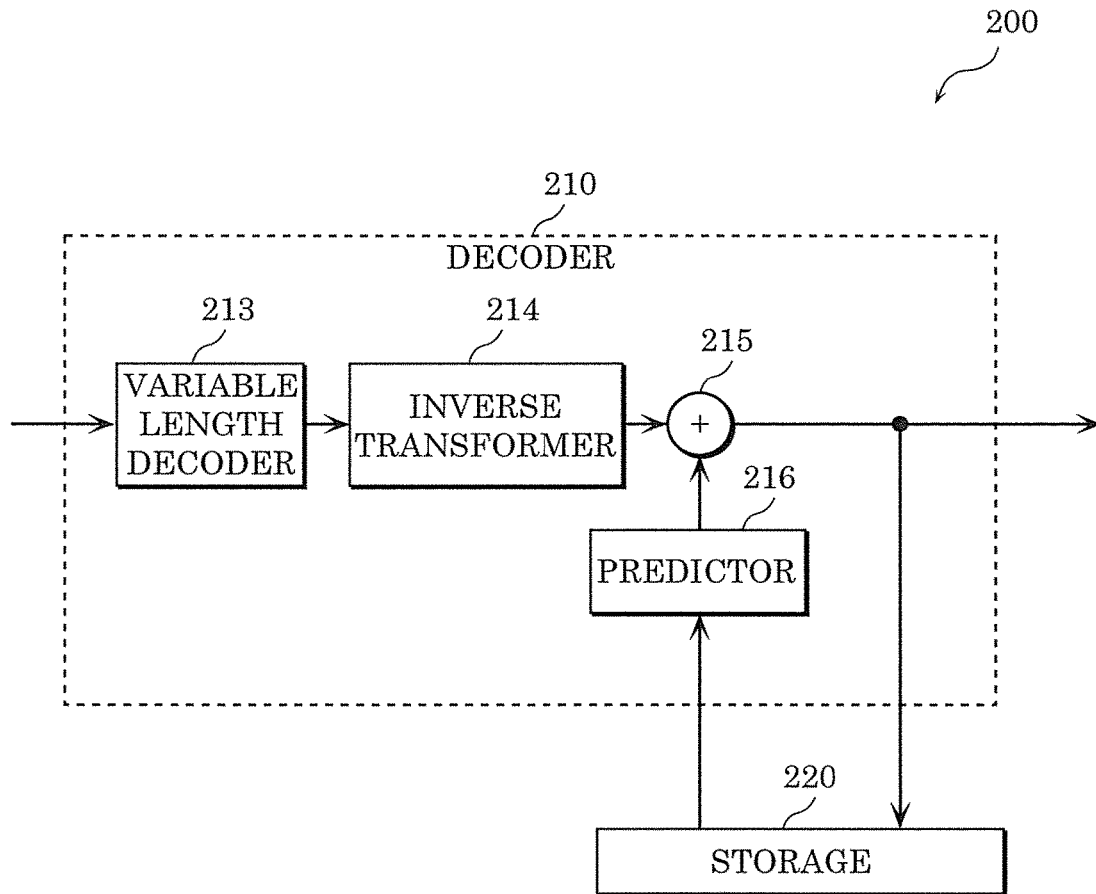 200
210
DECODER
213
214
215
VARIABLE
LENGTH
DECODER
INVERSE
TRANSFORMER
+
216
PREDICTOR
220
STORAGE